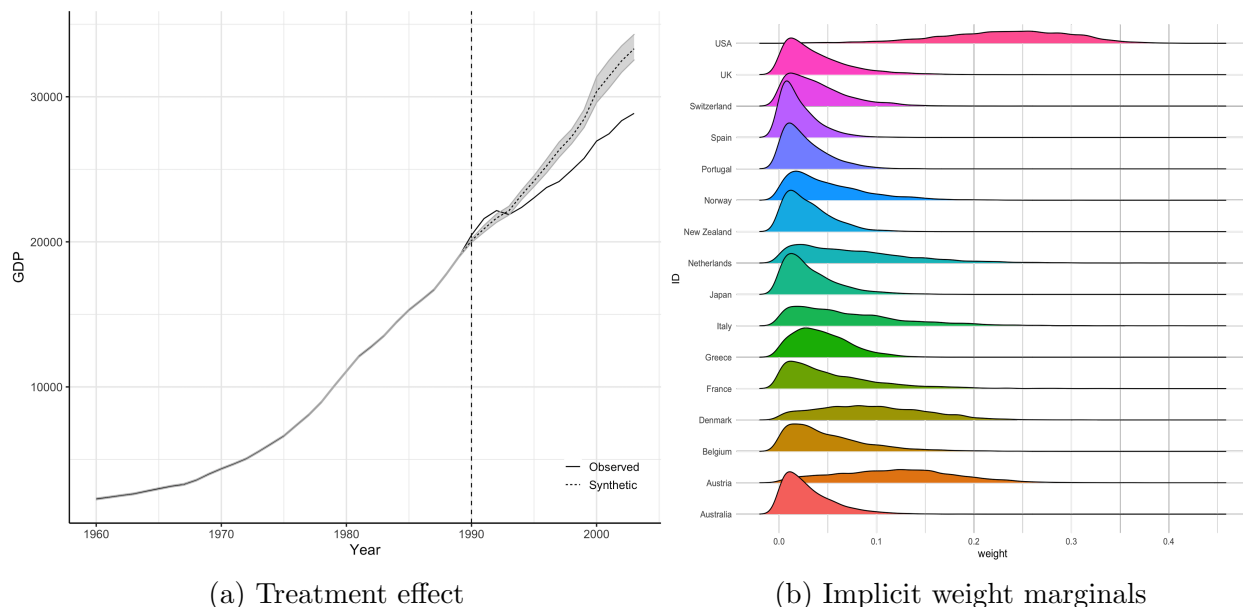 30000
20000
10000
GDP
1960
1970
1980
1990
2000
Year
Observed
Synthetic
(a) Treatment effect
USA
UK
Switzerland
Spain
Portugal
Norway
New Zealand
Netherlands
Japan
Italy
Greece
France
Denmark
Belgium
Austria
Australia
ID
0.0
0.1
0.2
0.3
0.4
weight
(b) Implicit weight marginals